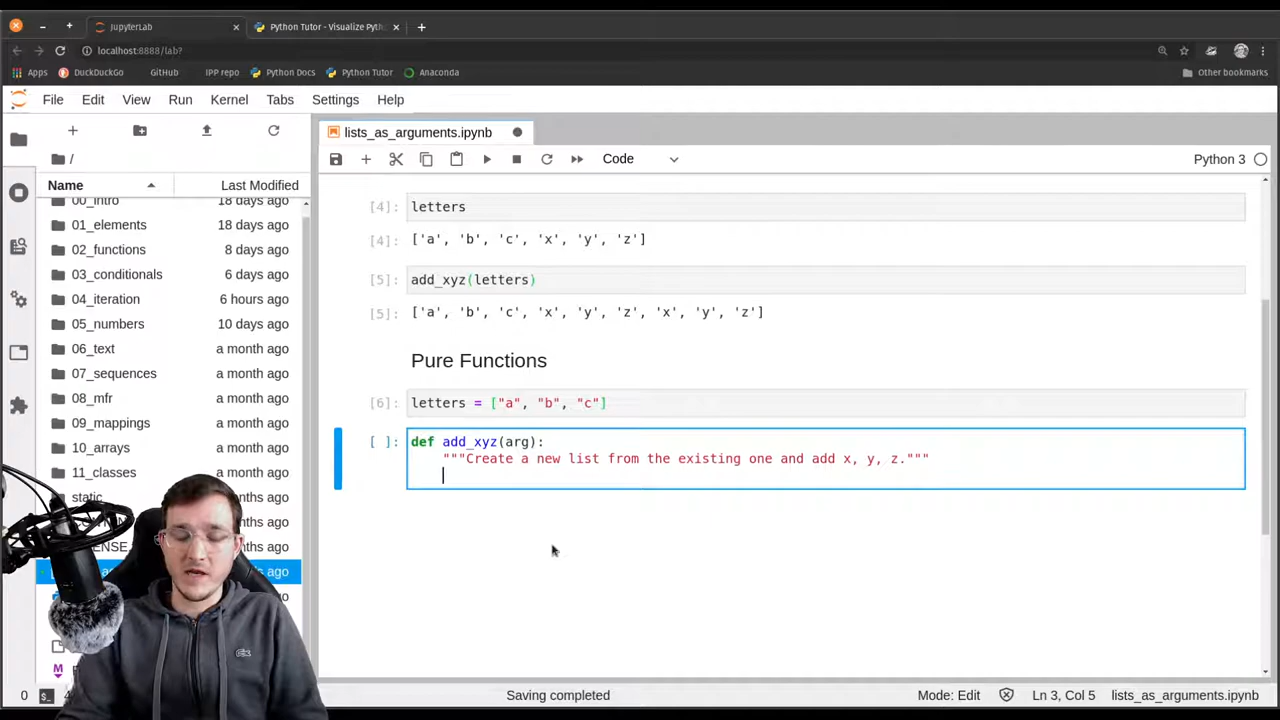 JupyterLab
Python Tutor - Visualize Pyth
localhost:8888/lab?
Apps DuckDuckGo GitHub IPP repo Python Docs Python Tutor Anaconda Other bookmarks
File Edit View Run Kernel Tabs Settings Help
lists_as_arguments.ipynb
/
Code
Python 3
Name Last Modified
00_intro 18 days ago
01_elements 18 days ago
02_functions 8 days ago
03_conditionals 6 days ago
04_iteration 6 hours ago
05_numbers 10 days ago
06_text a month ago
07_sequences a month ago
08_mfr a month ago
09_mappings a month ago
10_arrays a month ago
11_classes a month ago
static
nths ago
s ago
[4]: letters
[4]: ['a', 'b', 'c', 'x', 'y', 'z']
[5]: add_xyz(letters)
[5]: ['a', 'b', 'c', 'x', 'y', 'z', 'x', 'y', 'z']
Pure Functions
[6]: letters = ["a", "b", "c"]
[ ]: def add_xyz(arg):
"""Create a new list from the existing one and add x, y, z."""
0
Saving completed
Mode: Edit
Ln 3, Col 5
lists_as_arguments.ipynb